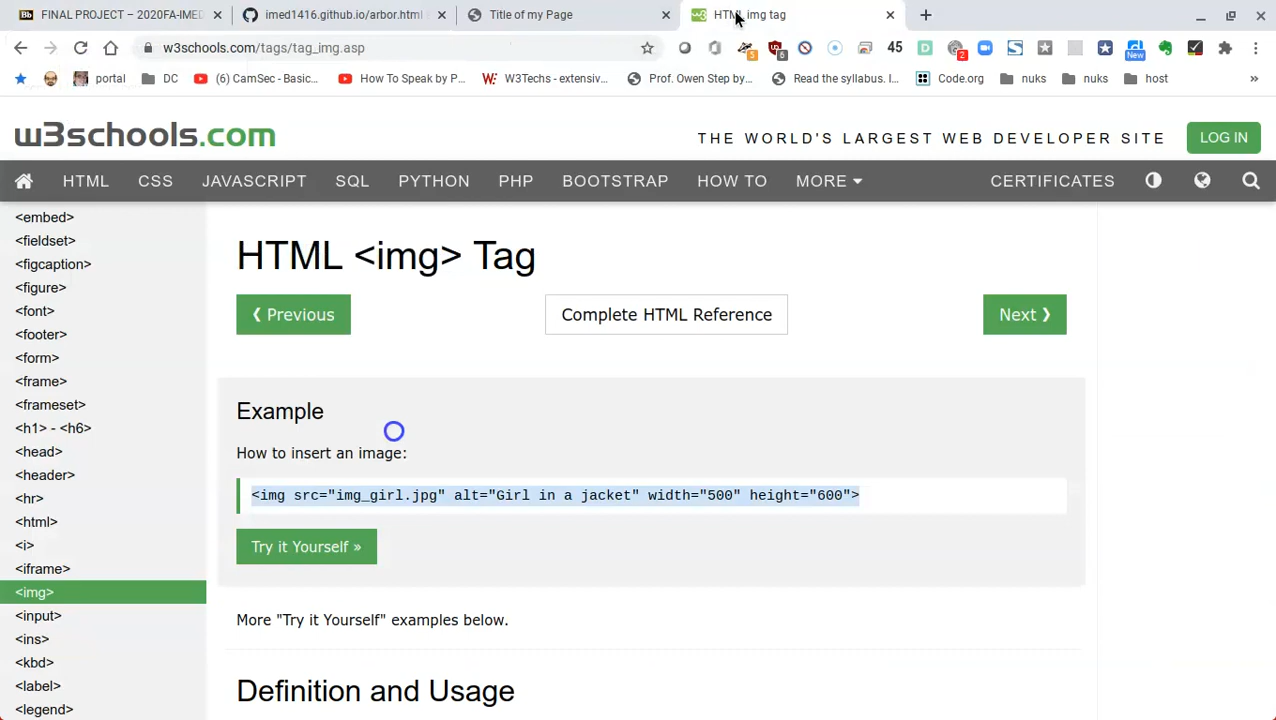 FINAL PROJECT – 2020FA-IMED
imed1416.github.io/arbor.html
Title of my Page
HTML img tag
w3schools.com/tags/tag_img.asp
5
6
45
2
New
portal
DC
(6) CamSec - Basic...
How To Speak by P...
W3Techs - extensiv...
Prof. Owen Step by...
Read the syllabus. I...
Code.org
nuks
nuks
host
»
w3schools.com
THE WORLD'S LARGEST WEB DEVELOPER SITE
LOG IN
HTML
CSS
JAVASCRIPT
SQL
PYTHON
PHP
BOOTSTRAP
HOW TO
MORE
CERTIFICATES
<embed>
<fieldset>
<figcaption>
<figure>
<font>
<footer>
<form>
<frame>
<frameset>
<h1> - <h6>
<head>
<header>
<hr>
<html>
<i>
<iframe>
<img>
<input>
<ins>
<kbd>
<label>
<legend>
HTML <img> Tag
❮ Previous
Complete HTML Reference
Next ❯
Example
How to insert an image:
<img src="img_girl.jpg" alt="Girl in a jacket" width="500" height="600">
Try it Yourself »
More "Try it Yourself" examples below.
Definition and Usage